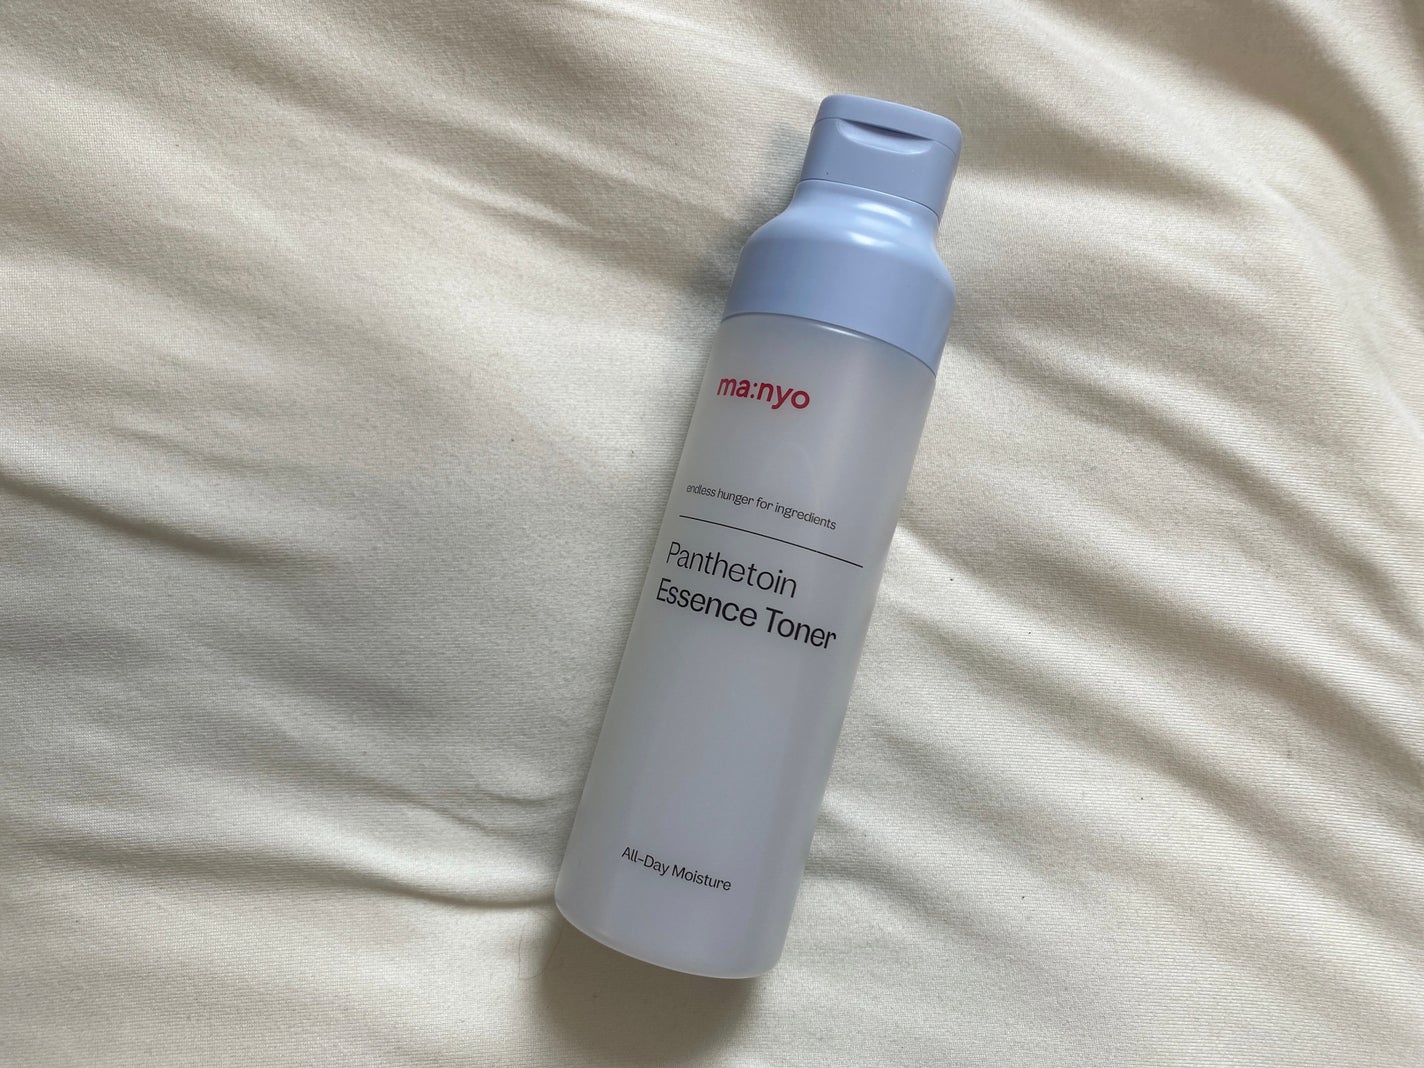 ma:nyo
endless hunger for ingredients
Panthetoin
Essence Toner
All-Day Moisture